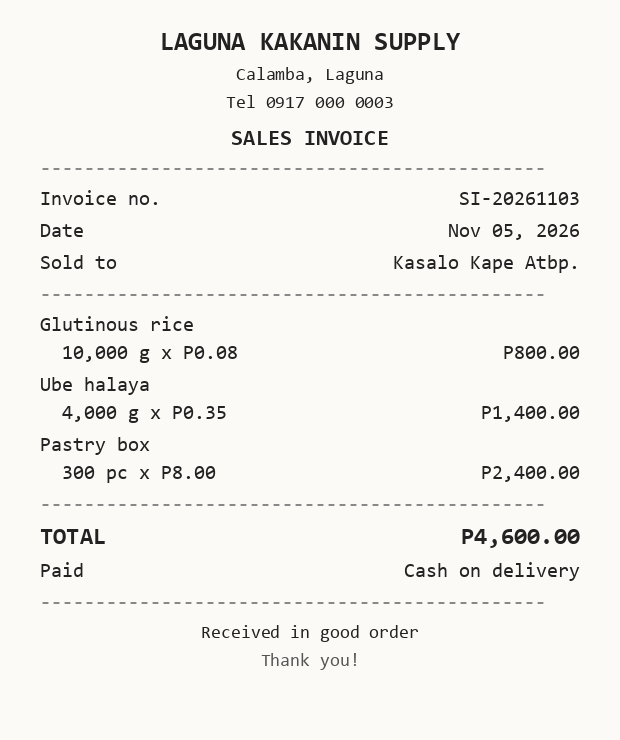 LAGUNA KAKANIN SUPPLY
Calamba, Laguna
Tel 0917 000 0003
SALES INVOICE
----------------------------------------------
Invoice no. SI-20261103
Date Nov 05, 2026
Sold to Kasalo Kape Atbp.
----------------------------------------------
Glutinous rice
10,000 g x P0.08 P800.00
Ube halaya
4,000 g x P0.35 P1,400.00
Pastry box
300 pc x P8.00 P2,400.00
----------------------------------------------
TOTAL P4,600.00
Paid Cash on delivery
----------------------------------------------
Received in good order
Thank you!